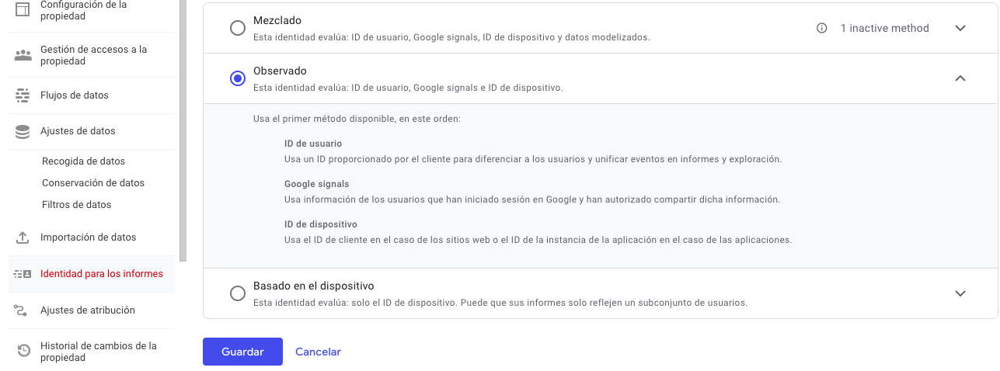 Configuración de la
propiedad
Gestión de accesos a la
propiedad
Flujos de datos
Ajustes de datos
Recogida de datos
Conservación de datos
Filtros de datos
Importación de datos
Identidad para los informes
Ajustes de atribución
Historial de cambios de la
propiedad
Mezclado
Esta identidad evalúa: ID de usuario, Google signals, ID de dispositivo y datos modelizados.
1 inactive method
Observado
Esta identidad evalúa: ID de usuario, Google signals e ID de dispositivo.
Usa el primer método disponible, en este orden:
ID de usuario
Usa un ID proporcionado por el cliente para diferenciar a los usuarios y unificar eventos en informes y exploración.
Google signals
Usa información de los usuarios que han iniciado sesión en Google y han autorizado compartir dicha información.
ID de dispositivo
Usa el ID de cliente en el caso de los sitios web o el ID de la instancia de la aplicación en el caso de las aplicaciones.
Basado en el dispositivo
Esta identidad evalúa: solo el ID de dispositivo. Puede que sus informes solo reflejen un subconjunto de usuarios.
Guardar
Cancelar